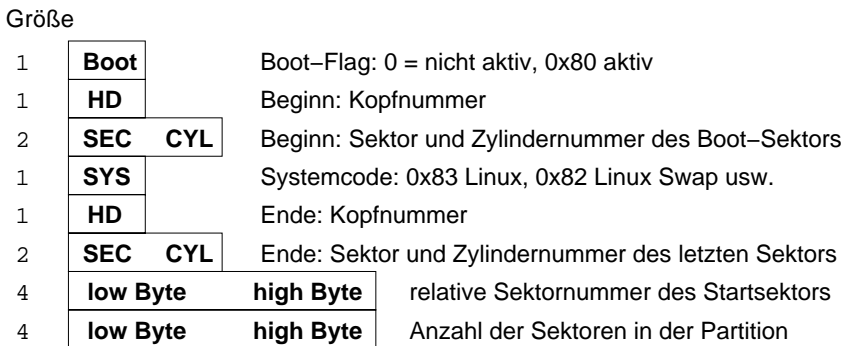 Größe
1 Boot Boot−Flag: 0 = nicht aktiv, 0x80 aktiv
1 HD Beginn: Kopfnummer
2 SEC CYL Beginn: Sektor und Zylindernummer des Boot−Sektors
1 SYS Systemcode: 0x83 Linux, 0x82 Linux Swap usw.
1 HD Ende: Kopfnummer
2 SEC CYL Ende: Sektor und Zylindernummer des letzten Sektors
4 low Byte high Byte relative Sektornummer des Startsektors
4 low Byte high Byte Anzahl der Sektoren in der Partition